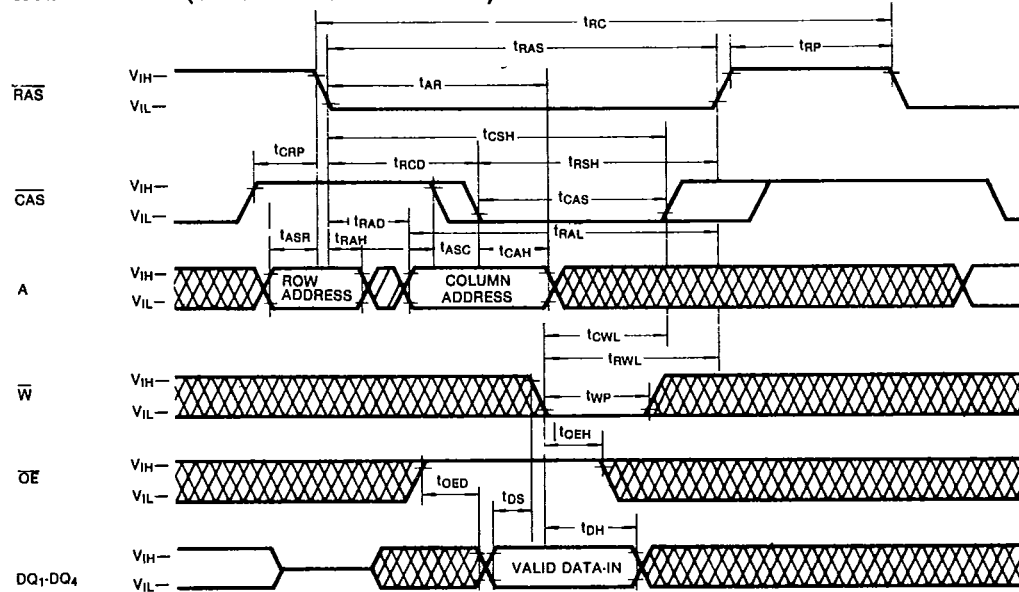 tRC
tRAS
tRP
tAR
RAS
VIH—
VIL—
tCSH
tCRP
tRCD
tRSH
CAS
VIH—
VIL—
tCAS
tRAD
tRAL
tASR
tRAH
tASC
tCAH
A
VIH—
VIL—
ROW ADDRESS
COLUMN ADDRESS
tCWL
tRWL
W
VIH—
VIL—
tWP
tOEH
OE
VIH—
VIL—
tOED
tDS
tDH
DQ1-DQ4
VIH—
VIL—
VALID DATA-IN